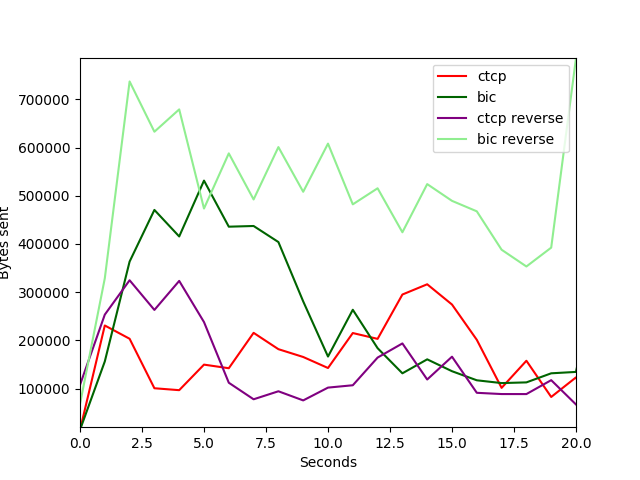 ctcp
bic
ctcp reverse
bic reverse
700000
600000
500000
400000
300000
200000
100000
Bytes sent
0.0 2.5 5.0 7.5 10.0 12.5 15.0 17.5 20.0
Seconds